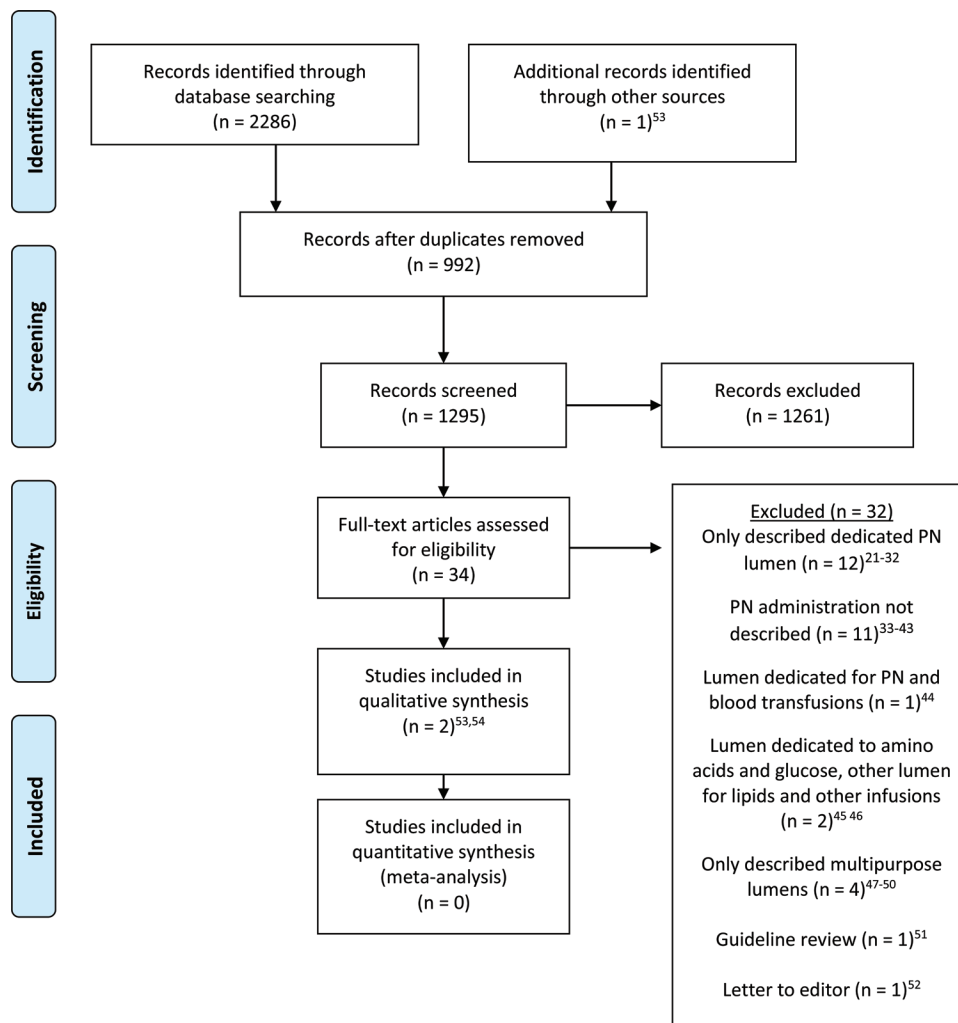 Identification
Records identified through
database searching
(n = 2286)
Additional records identified
through other sources
(n = 1)53
Records after duplicates removed
(n = 992)
Screening
Records screened
(n = 1295)
Records excluded
(n = 1261)
Eligibility
Full-text articles assessed
for eligibility
(n = 34)
Excluded (n = 32)
Only described dedicated PN
lumen (n = 12)21-32
PN administration not
described (n = 11)33-43
Lumen dedicated for PN and
blood transfusions (n = 1)44
Lumen dedicated to amino
acids and glucose, other lumen
for lipids and other infusions
(n = 2)45 46
Only described multipurpose
lumens (n = 4)47-50
Guideline review (n = 1)51
Letter to editor (n = 1)52
Studies included in
qualitative synthesis
(n = 2)53,54
Included
Studies included in
quantitative synthesis
(meta-analysis)
(n = 0)